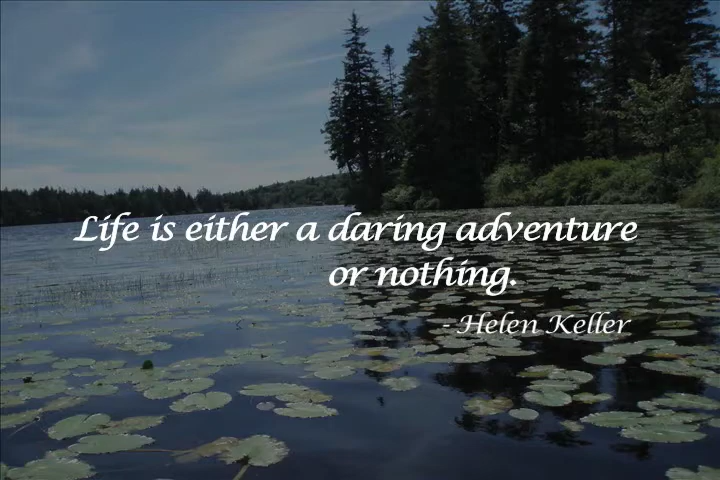 Life is either a daring adventure
or nothing.
- Helen Keller